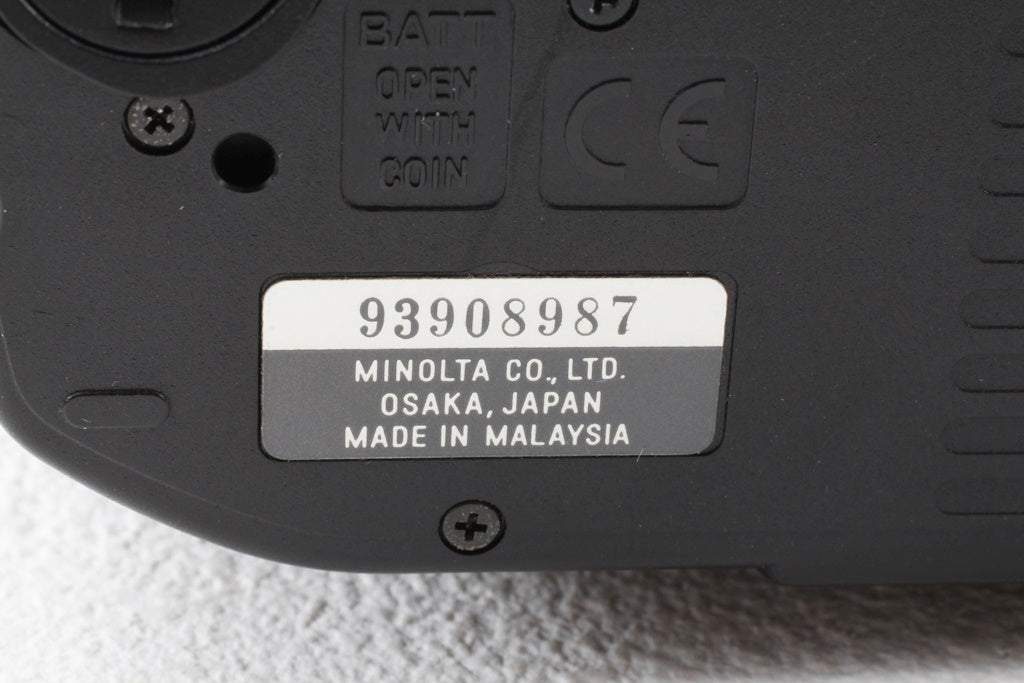 BATT
OPEN
WITH
COIN
CE
93908987
MINOLTA CO., LTD.
OSAKA, JAPAN
MADE IN MALAYSIA